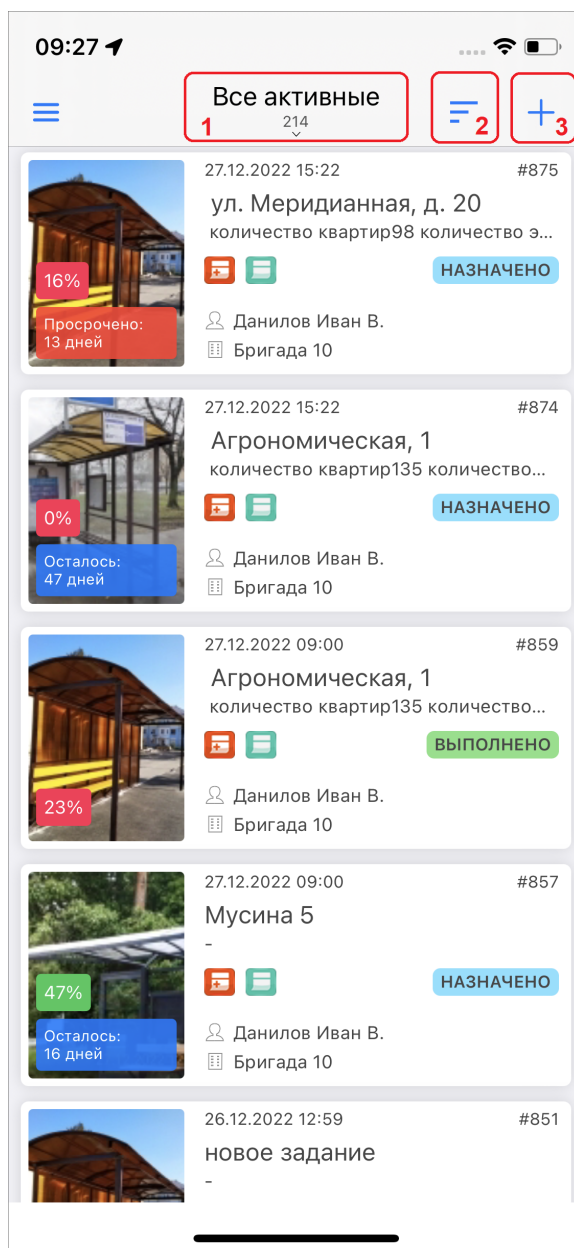 09:27
Все активные
214
1
2
3
27.12.2022 15:22
#875
ул. Меридианная, д. 20
количество квартир98 количество э...
16%
НАЗНАЧЕНО
Просрочено:
13 дней
Данилов Иван В.
Бригада 10
27.12.2022 15:22
#874
Агрономическая, 1
количество квартир135 количество...
0%
НАЗНАЧЕНО
Осталось:
47 дней
Данилов Иван В.
Бригада 10
27.12.2022 09:00
#859
Агрономическая, 1
количество квартир135 количество...
ВЫПОЛНЕНО
23%
Данилов Иван В.
Бригада 10
27.12.2022 09:00
#857
Мусина 5
-
47%
НАЗНАЧЕНО
Осталось:
16 дней
Данилов Иван В.
Бригада 10
26.12.2022 12:59
#851
новое задание
-